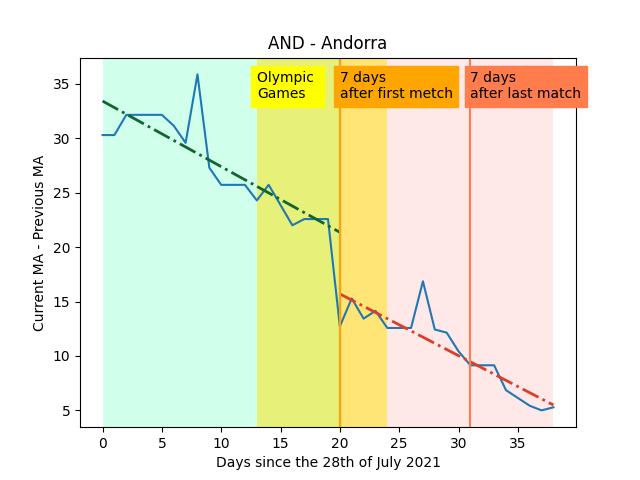 AND - Andorra
Olympic
Games
7 days
after first metch
7 days
after last match
35
30
25
20
15
10
5
Current MA - Previous MA
0
5
10
15
20
25
30
35
Days since the 28th of July 2021